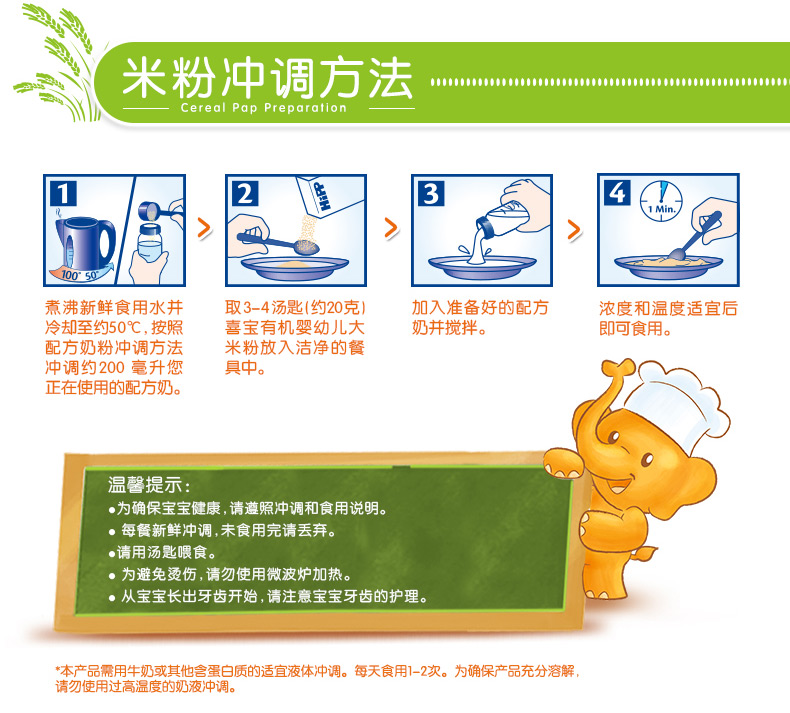 米粉冲调方法
Cereal Pap Preparation
1
100° 50°
2
HiPP
3
4
1 Min.
煮沸新鲜食用水并
冷却至约50℃,按照
配方奶粉冲调方法
冲调约200 毫升您
正在使用的配方奶。
取3-4汤匙(约20克)
喜宝有机婴幼儿大
米粉放入洁净的餐
具中。
加入准备好的配方
奶并搅拌。
浓度和温度适宜后
即可食用。
温馨提示:
●为确保宝宝健康,请遵照冲调和食用说明。
● 每餐新鲜冲调,未食用完请丢弃。
●请用汤匙喂食。
● 为避免烫伤,请勿使用微波炉加热。
● 从宝宝长出牙齿开始,请注意宝宝牙齿的护理。
*本产品需用牛奶或其他含蛋白质的适宜液体冲调。每天食用1-2次。为确保产品充分溶解,
请勿使用过高温度的奶液冲调。